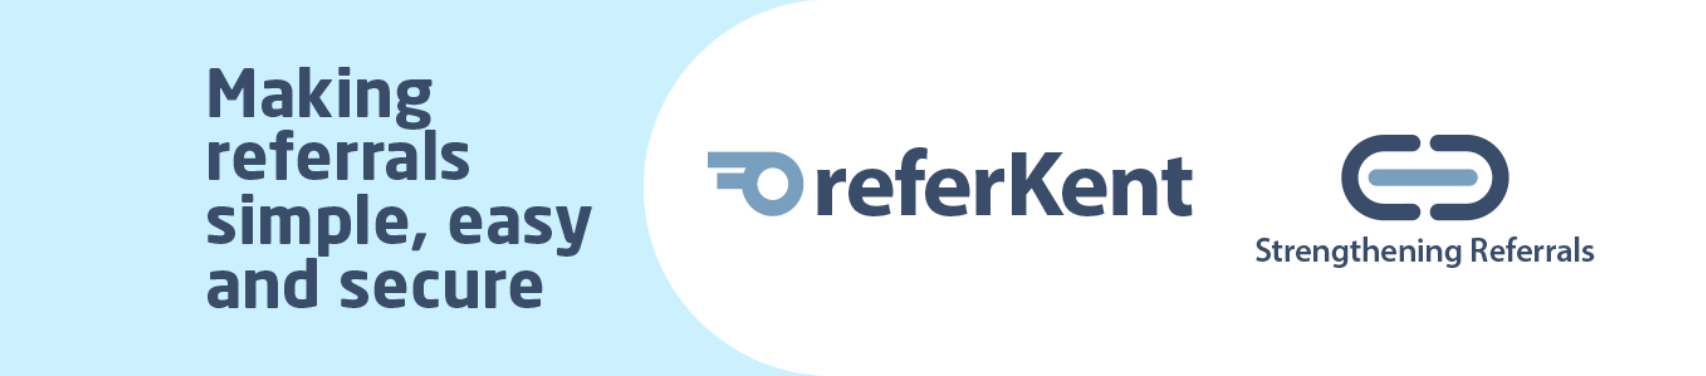 Making
referrals
simple, easy
and secure
referKent
Strengthening Referrals